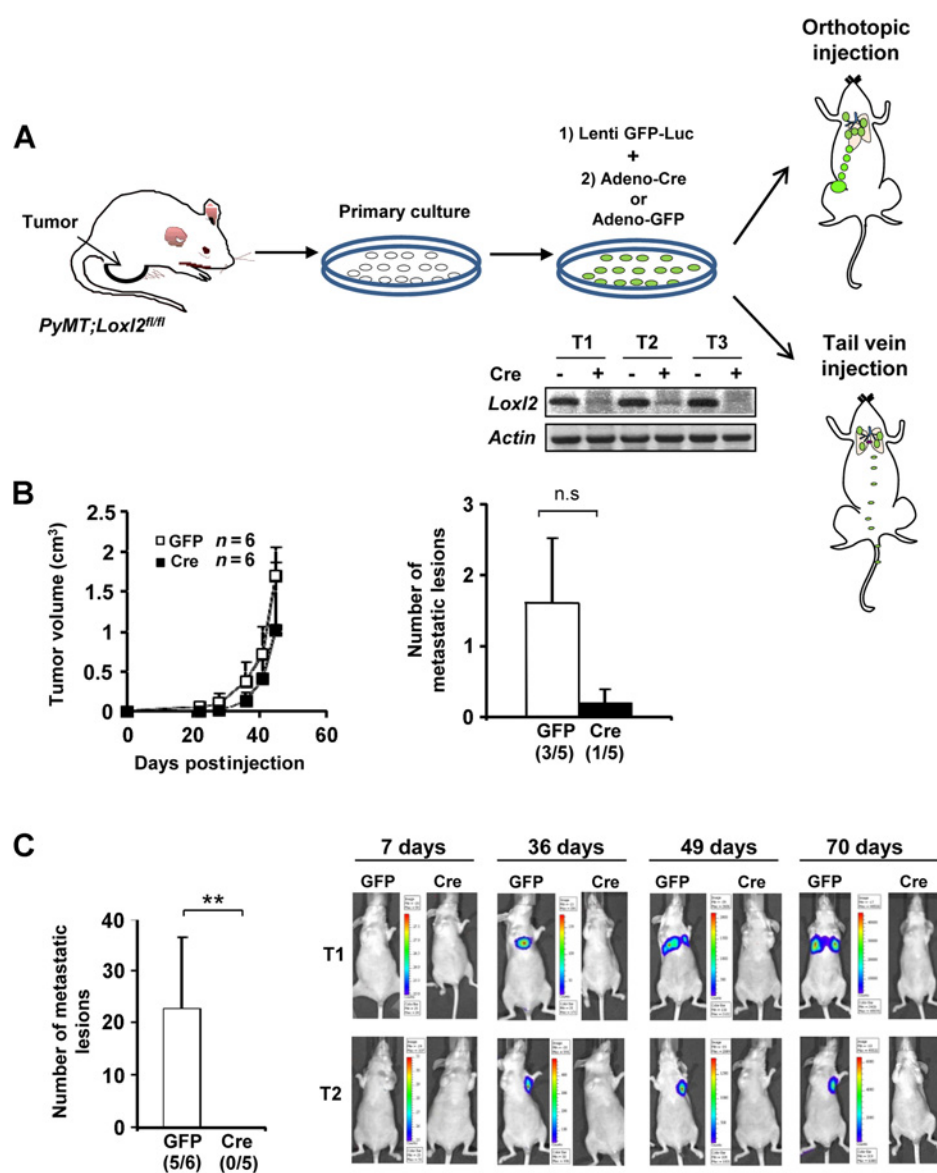 A
Tumor
PyMT;Loxl2fl/fl
Primary culture
1) Lenti GFP-Luc
+
2) Adeno-Cre
or
Adeno-GFP
Orthotopic
injection
Tail vein
injection
T1 T2 T3
Cre - + - + - +
Loxl2
Actin
B
Tumor volume (cm3)
2.5
2
1.5
1
0.5
0
GFP n = 6
Cre n = 6
0 20 40 60
Days postinjection
Number of
metastatic lesions
3
2
1
0
n.s
GFP Cre
(3/5) (1/5)
C
Number of metastatic
lesions
40
30
20
10
0
**
GFP Cre
(5/6) (0/5)
7 days 36 days 49 days 70 days
GFP Cre GFP Cre GFP Cre GFP Cre
T1
T2